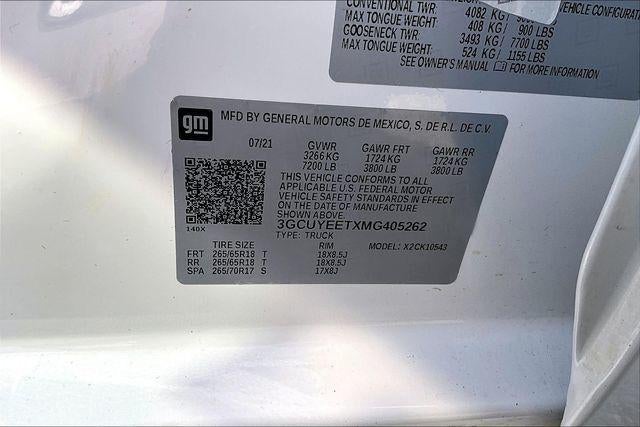 CONVENTIONAL TWR: 4082 KG/
MAX TONGUE WEIGHT: 408 KG/ 900 LBS
GOOSENECK TWR: 3493 KG/ 7700 LBS
MAX TONGUE WEIGHT: 524 KG/ 1155 LBS
SEE OWNER'S MANUAL FOR MORE INFORMATION
gm MFD BY GENERAL MOTORS DE MEXICO, S. DE R.L. DE C.V.
07/21 GVWR GAWR FRT GAWR RR
3266 KG 1724 KG 1724 KG
7200 LB 3800 LB 3800 LB
THIS VEHICLE CONFORMS TO ALL
APPLICABLE U.S. FEDERAL MOTOR
VEHICLE SAFETY STANDARDS IN EFFECT
ON THE DATE OF MANUFACTURE
SHOWN ABOVE.
140X 3GCUYEETXMG405262
TYPE: TRUCK MODEL: X2CK10543
TIRE SIZE RIM
FRT 265/65R18 T 18X8.5J
RR 265/65R18 T 18X8.5J
SPA 265/70R17 S 17X8J